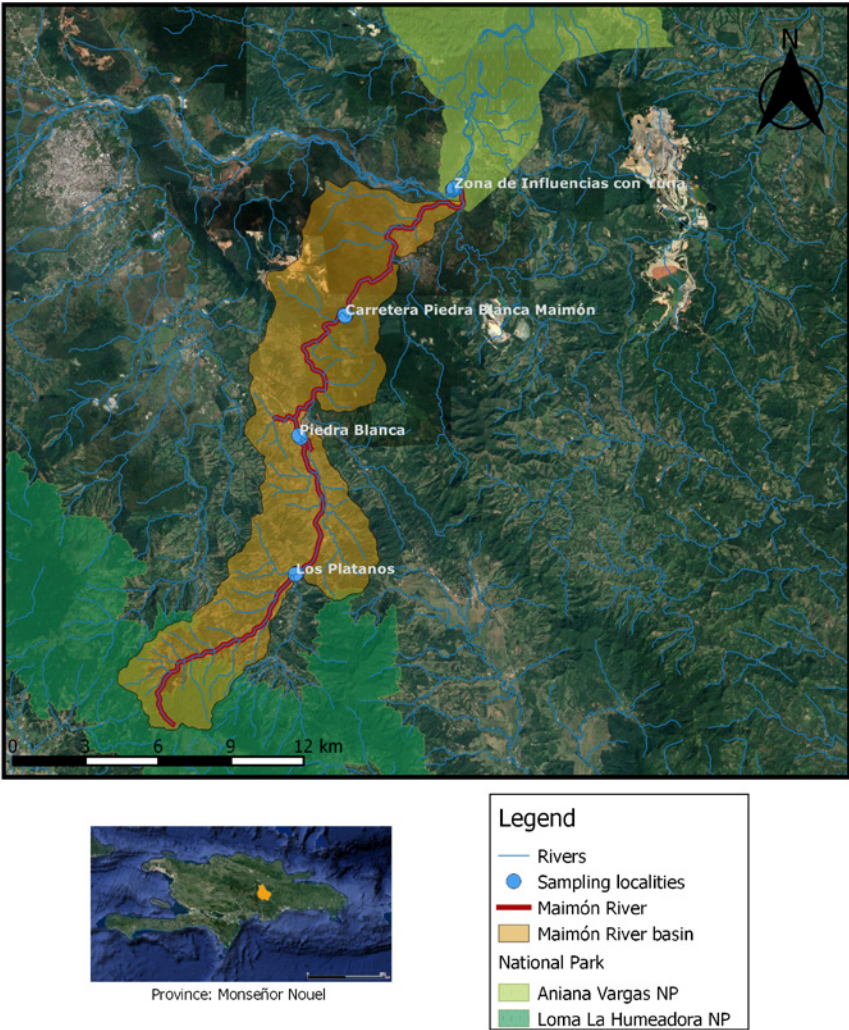 N
Zona de Influencias con Yuna
Carretera Piedra Blanca Maimón
Piedra Blanca
Los Platanos
0 3 6 9 12 km
Province: Monseñor Nouel
Legend
Rivers
Sampling localities
Maimón River
Maimón River basin
National Park
Aniana Vargas NP
Loma La Humeadora NP